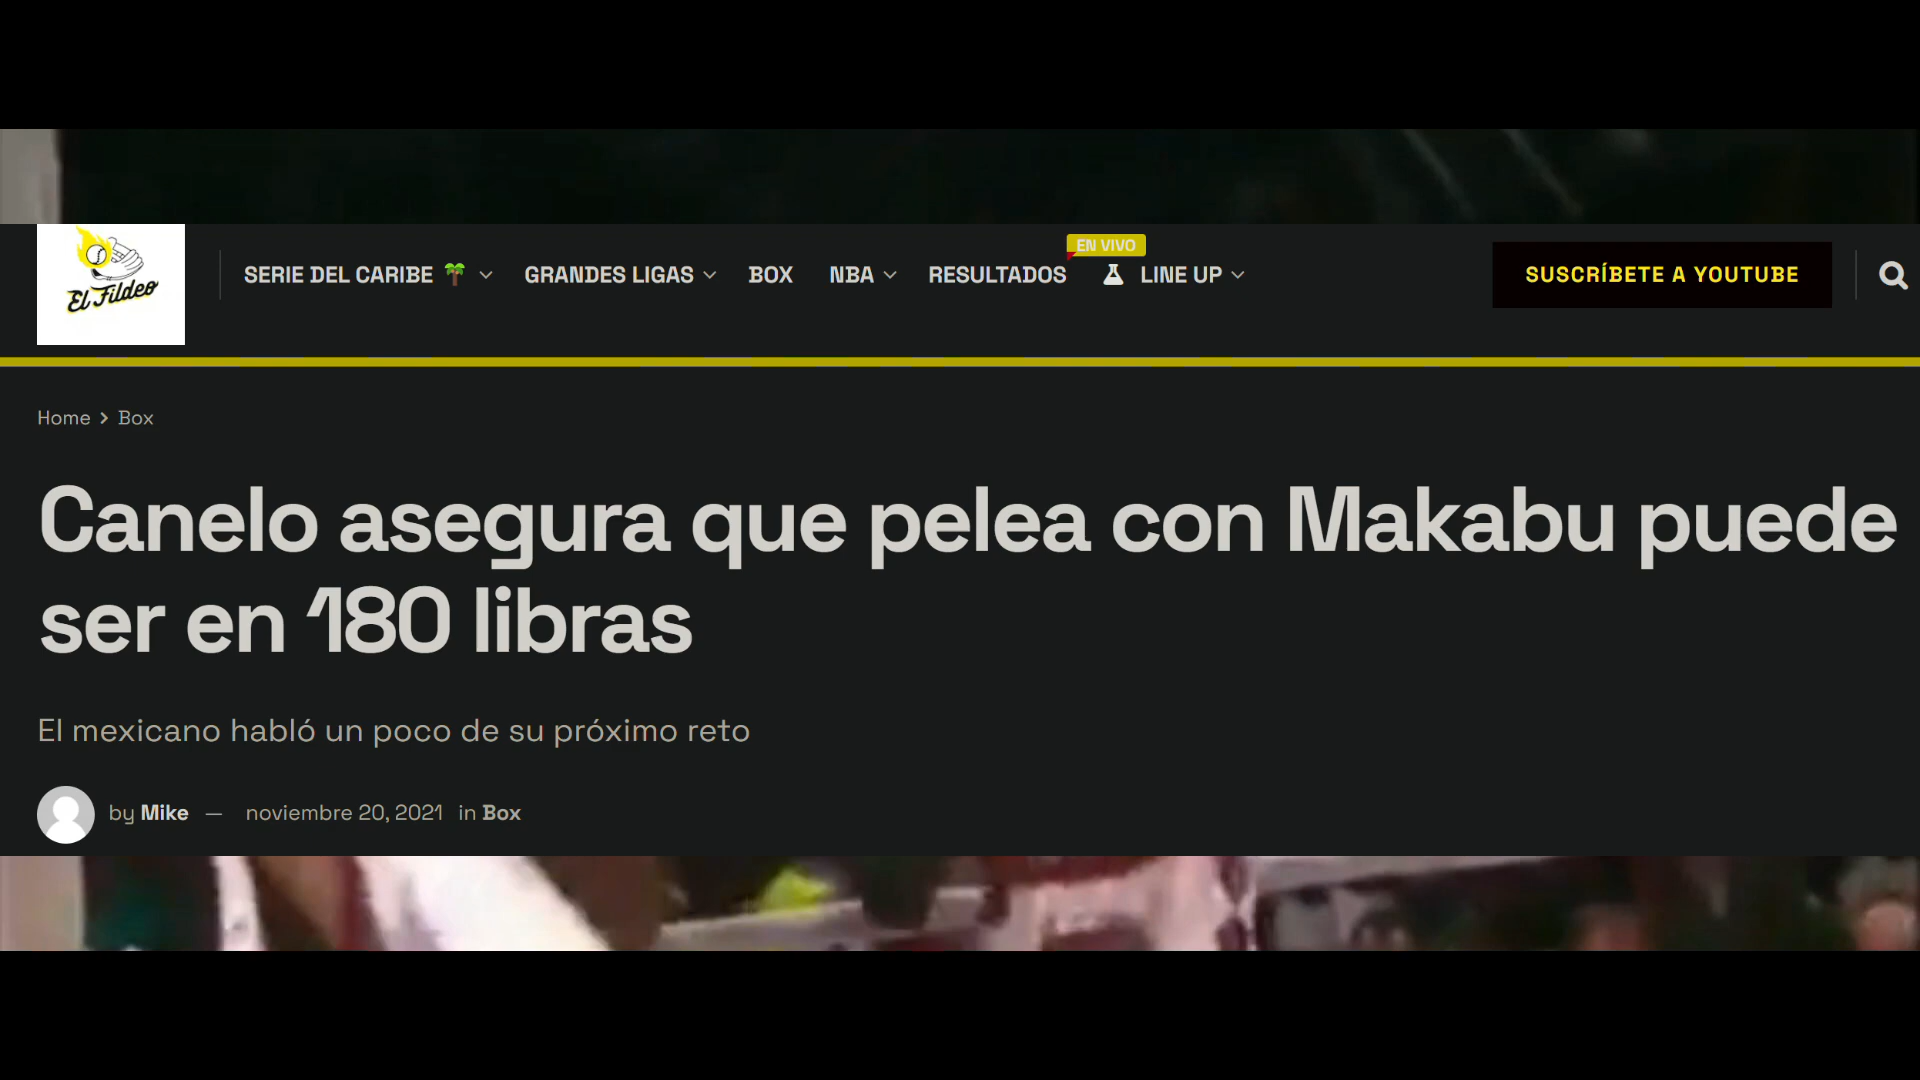 El Fildeo
SERIE DEL CARIBE 🌴 GRANDES LIGAS BOX NBA RESULTADOS LINE UP
EN VIVO
SUSCRÍBETE A YOUTUBE
Home > Box
Canelo asegura que pelea con Makabu puede
ser en 180 libras
El mexicano habló un poco de su próximo reto
by Mike — noviembre 20, 2021 in Box